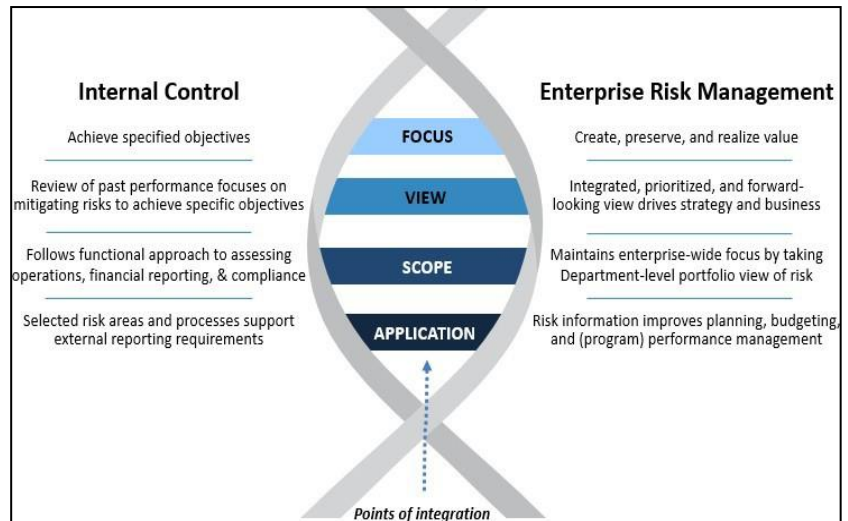 Internal Control
Enterprise Risk Management
Achieve specified objectives
FOCUS
Create, preserve, and realize value
Review of past performance focuses on
mitigating risks to achieve specific objectives
VIEW
Integrated, prioritized, and forward-
looking view drives strategy and business
Follows functional approach to assessing
operations, financial reporting, & compliance
SCOPE
Maintains enterprise-wide focus by taking
Department-level portfolio view of risk
Selected risk areas and processes support
external reporting requirements
APPLICATION
Risk information improves planning, budgeting,
and (program) performance management
Points of integration